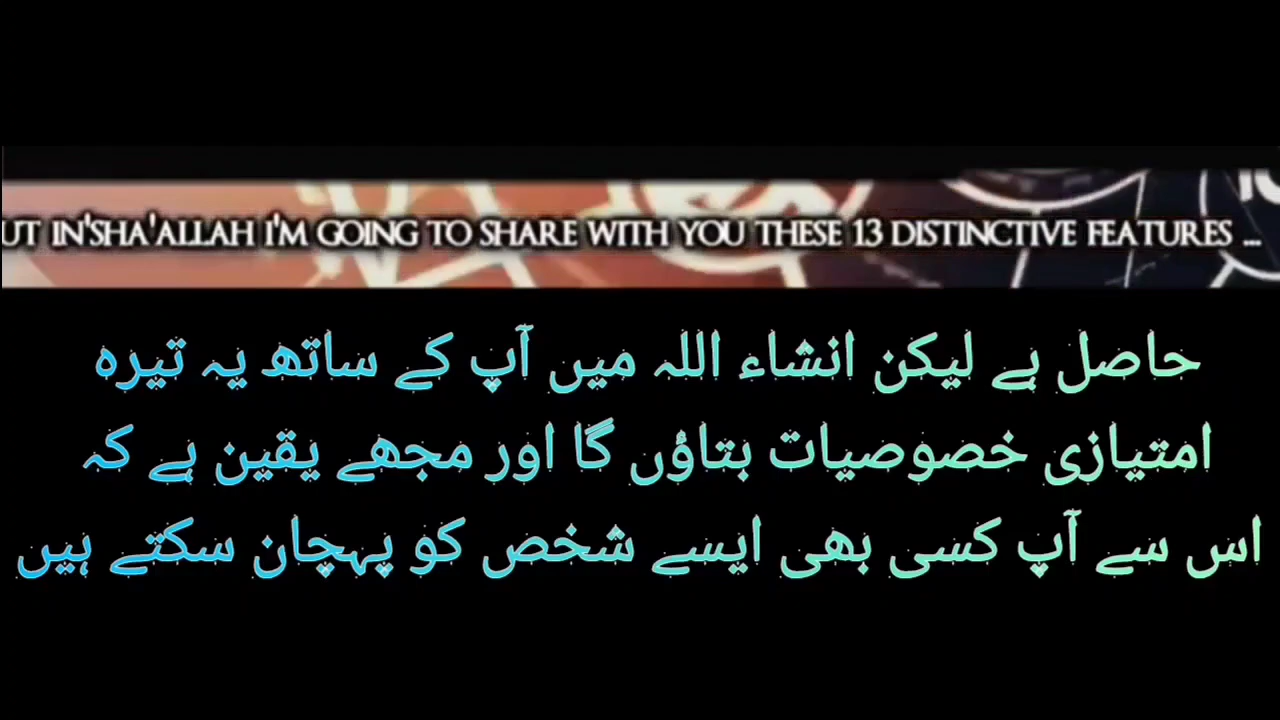 UT IN'SHA'ALLAH I'M GOING TO SHARE WITH YOU THESE 13 DISTINCTIVE FEATURES ...
حاصل ہے لیکن انشاء اللہ میں آپ کے ساتھ یہ تیرہ
امتیازی خصوصیات بتاؤں گا اور مجھے یقین ہے کہ
اس سے آپ کسی بھی ایسے شخص کو پہچان سکتے ہیں